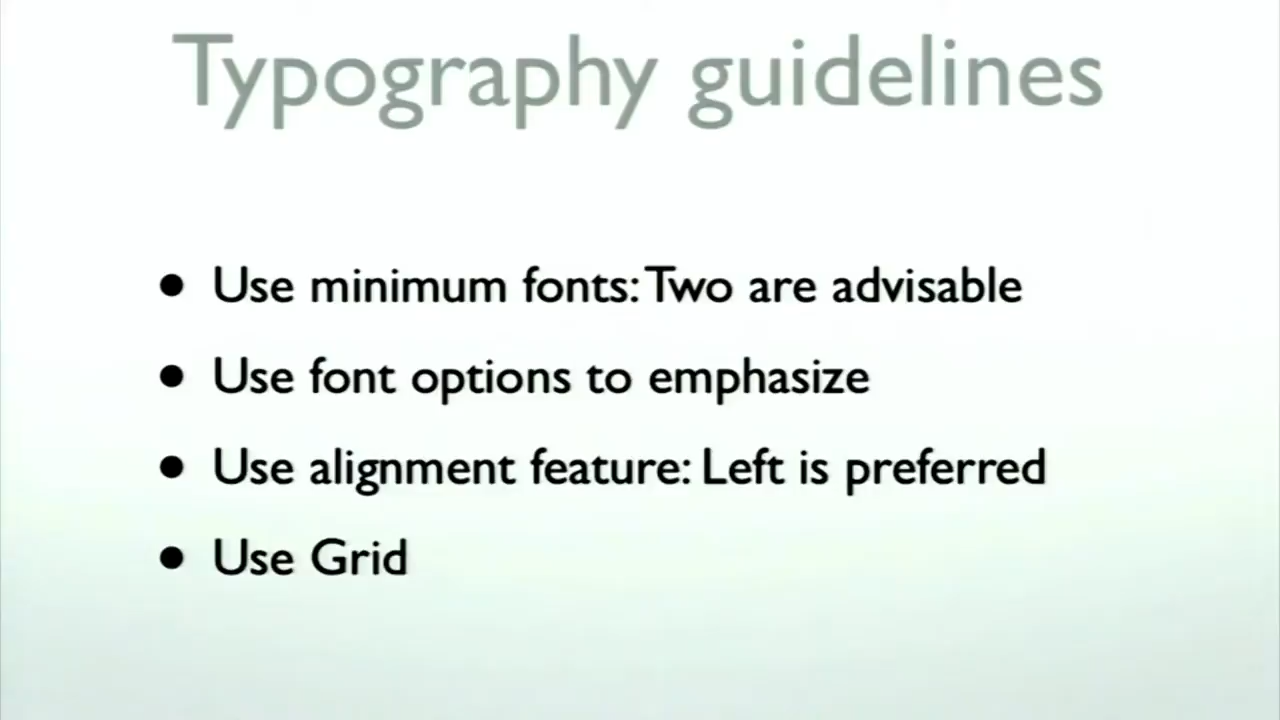 Typography guidelines
• Use minimum fonts: Two are advisable
• Use font options to emphasize
• Use alignment feature: Left is preferred
• Use Grid